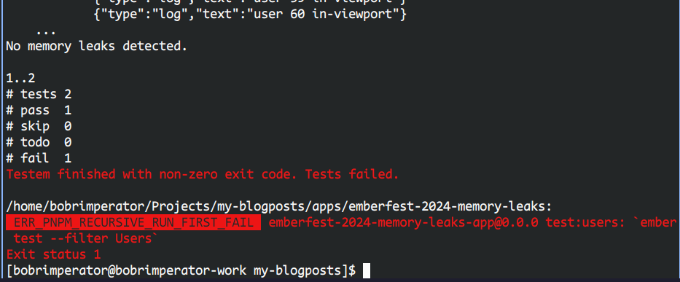 {"type":"log","text":"user 59 in-viewport"}
{"type":"log","text":"user 60 in-viewport"}
...
No memory leaks detected.
1..2
# tests 2
# pass  1
# skip  0
# todo  0
# fail  1
Testem finished with non-zero exit code. Tests failed.
/home/bobrimperator/Projects/my-blogposts/apps/emberfest-2024-memory-leaks:
ERR_PNPM_RECURSIVE_RUN_FIRST_FAIL  emberfest-2024-memory-leaks-app@0.0.0 test:users: `ember
test --filter Users`
Exit status 1
[bobrimperator@bobrimperator-work my-blogposts]$